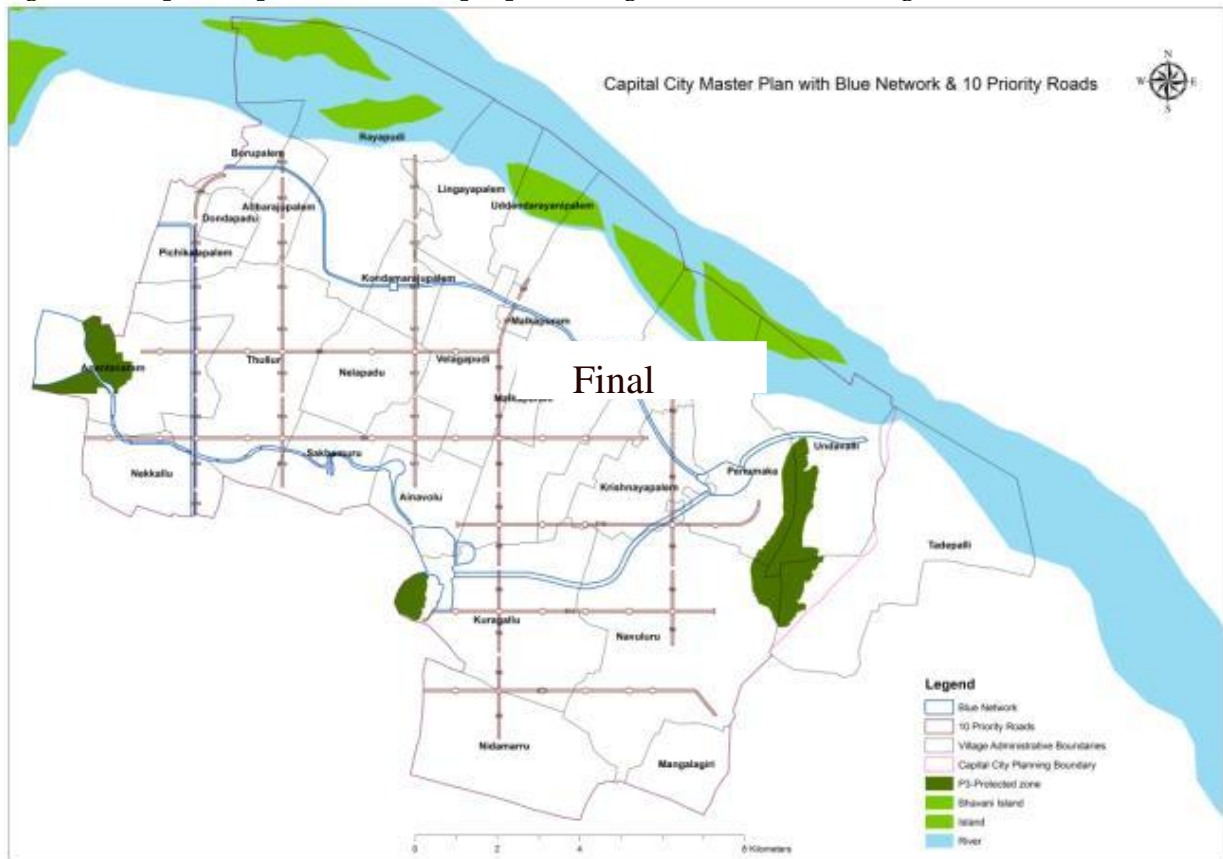 Capital City Master Plan with Blue Network & 10 Priority Roads
N
W
E
S
Rayapudi
Borupalem
Lingayapalem
Abbarajupalem
Uddandarayanipalem
Dondapadu
Pichikalapalem
Kondamarajupalem
Malkapuram
Thullur
Velagapudi
Nelapadu
Final
Undavalli
Sakhamuru
Nekkallu
Penumaka
Krishnayapalem
Ainavolu
Tadepalli
Kuragallu
Navuluru
Nidamarru
Mangalagiri
Legend
Blue Network
10 Priority Roads
Village Administrative Boundaries
Capital City Planning Boundary
P3-Protected zone
Bhavani Island
Island
River
0 2 4 8 Kilometers